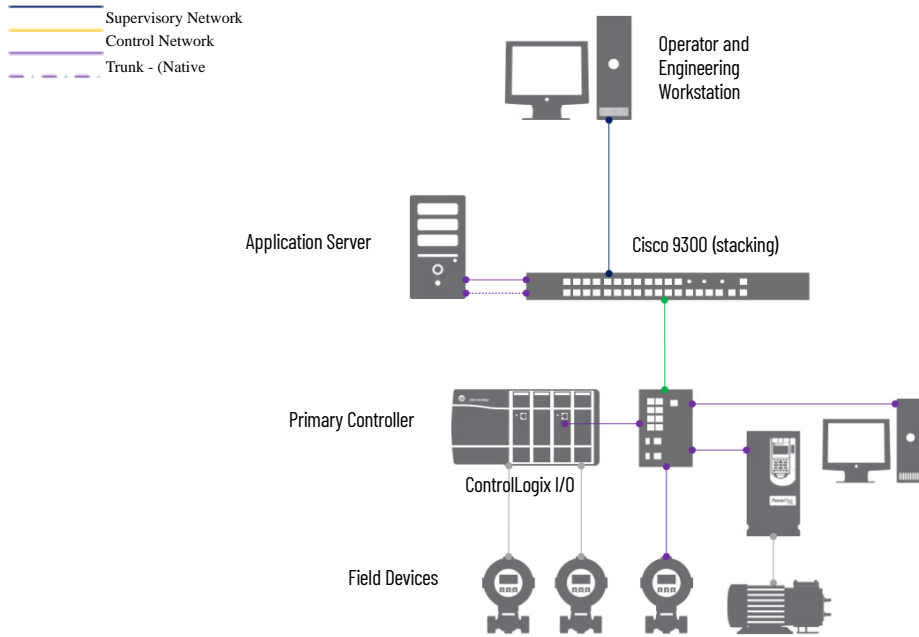 Supervisory Network
Control Network
Trunk - (Native
Operator and
Engineering
Workstation
Application Server
Cisco 9300 (stacking)
Primary Controller
ControlLogix I/O
PowerFlex
Field Devices